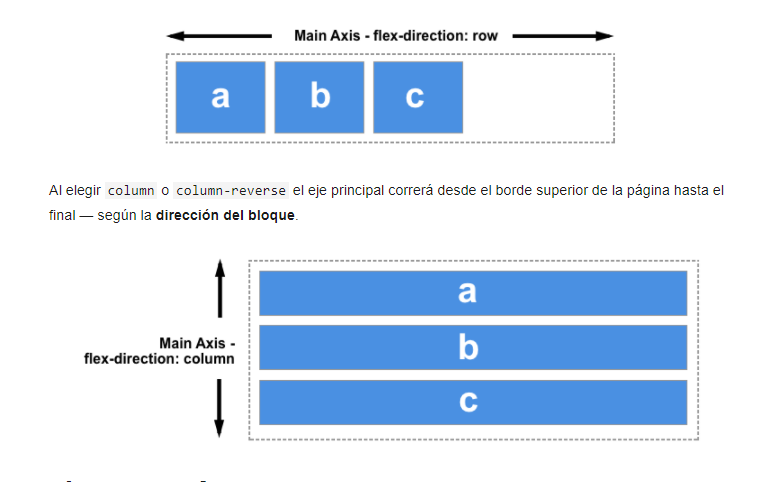 Main Axis - flex-direction: row
a b c
Al elegir column o column-reverse el eje principal correrá desde el borde superior de la página hasta el
final — según la dirección del bloque.
a
b
Main Axis -
flex-direction: column
c